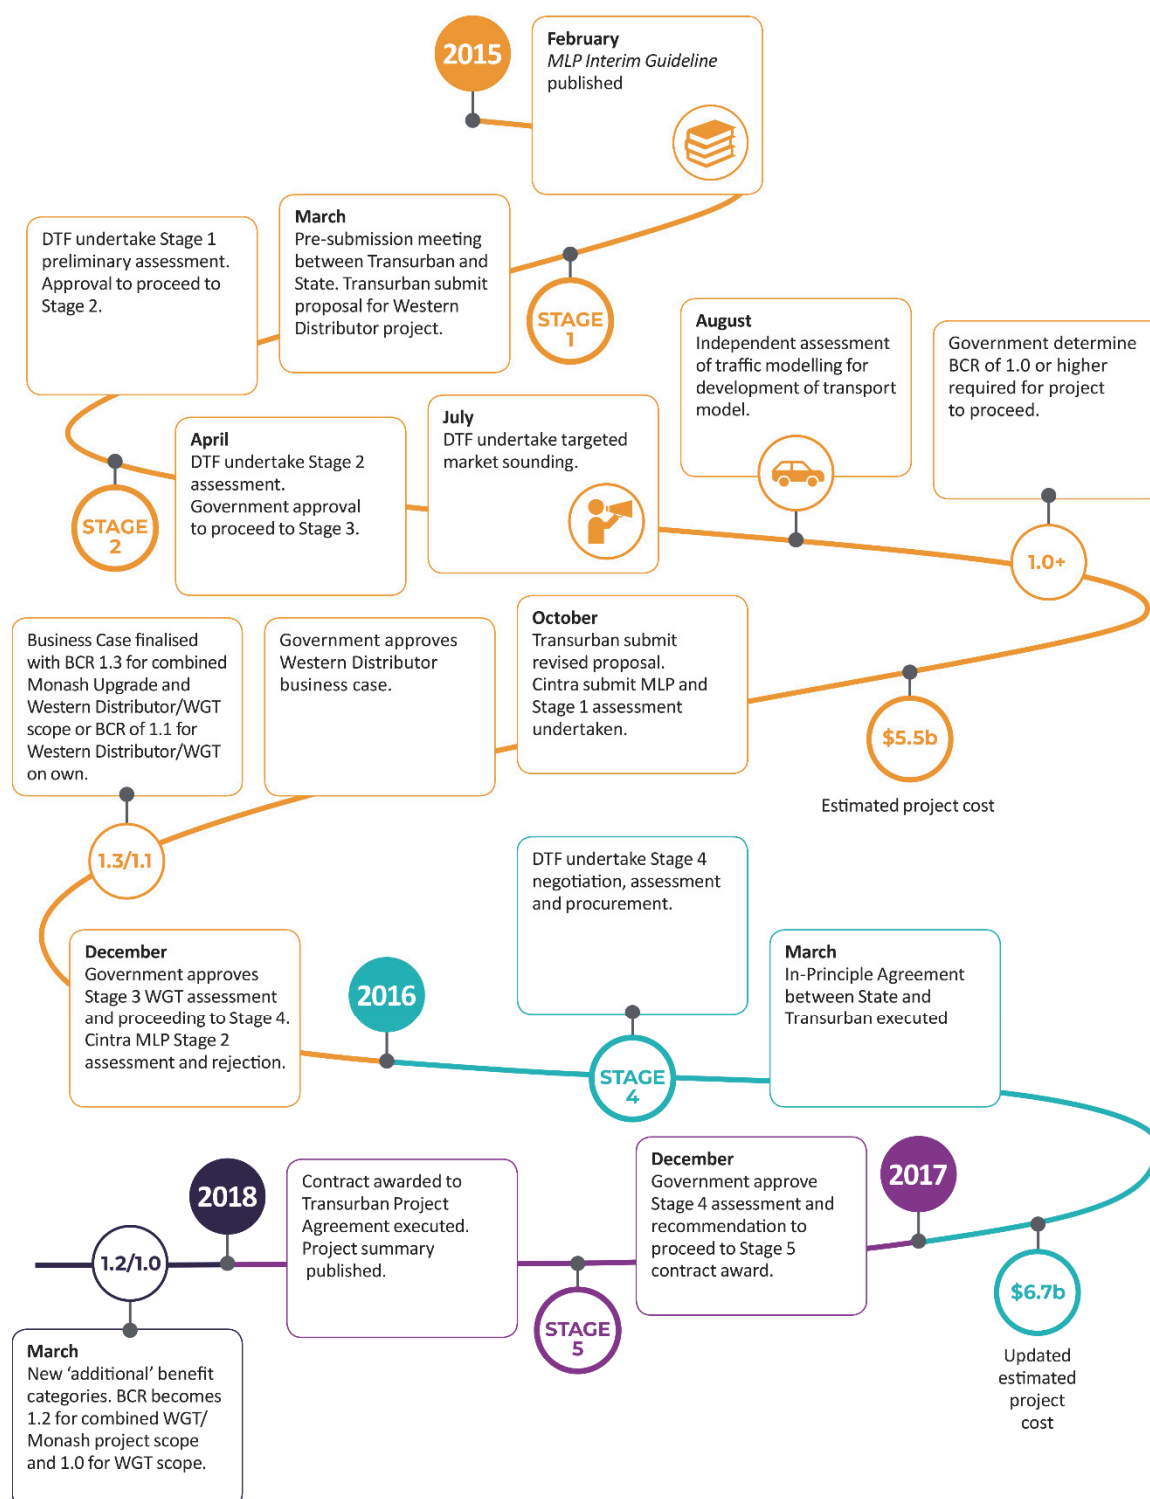 2015
February
MLP Interim Guideline
published
March
Pre-submission meeting
between Transurban and
State. Transurban submit
proposal for Western
Distributor project.
STAGE
1
DTF undertake Stage 1
preliminary assessment.
Approval to proceed to
Stage 2.
STAGE
2
April
DTF undertake Stage 2
assessment.
Government approval
to proceed to Stage 3.
July
DTF undertake targeted
market sounding.
August
Independent assessment
of traffic modelling for
development of transport
model.
Government determine
BCR of 1.0 or higher
required for project
to proceed.
1.0+
$5.5b
Estimated project cost
October
Transurban submit
revised proposal.
Cintra submit MLP and
Stage 1 assessment
undertaken.
Government approves
Western Distributor
business case.
Business Case finalised
with BCR 1.3 for combined
Monash Upgrade and
Western Distributor/WGT
scope or BCR of 1.1 for
Western Distributor/WGT
on own.
1.3/1.1
December
Government approves
Stage 3 WGT assessment
and proceeding to Stage 4.
Cintra MLP Stage 2
assessment and rejection.
2016
DTF undertake Stage 4
negotiation, assessment
and procurement.
STAGE
4
March
In-Principle Agreement
between State and
Transurban executed
$6.7b
Updated
estimated
project
cost
2017
December
Government approve
Stage 4 assessment and
recommendation to
proceed to Stage 5
contract award.
STAGE
5
Contract awarded to
Transurban Project
Agreement executed.
Project summary
published.
2018
1.2/1.0
March
New ‘additional’ benefit
categories. BCR becomes
1.2 for combined WGT/
Monash project scope
and 1.0 for WGT scope.